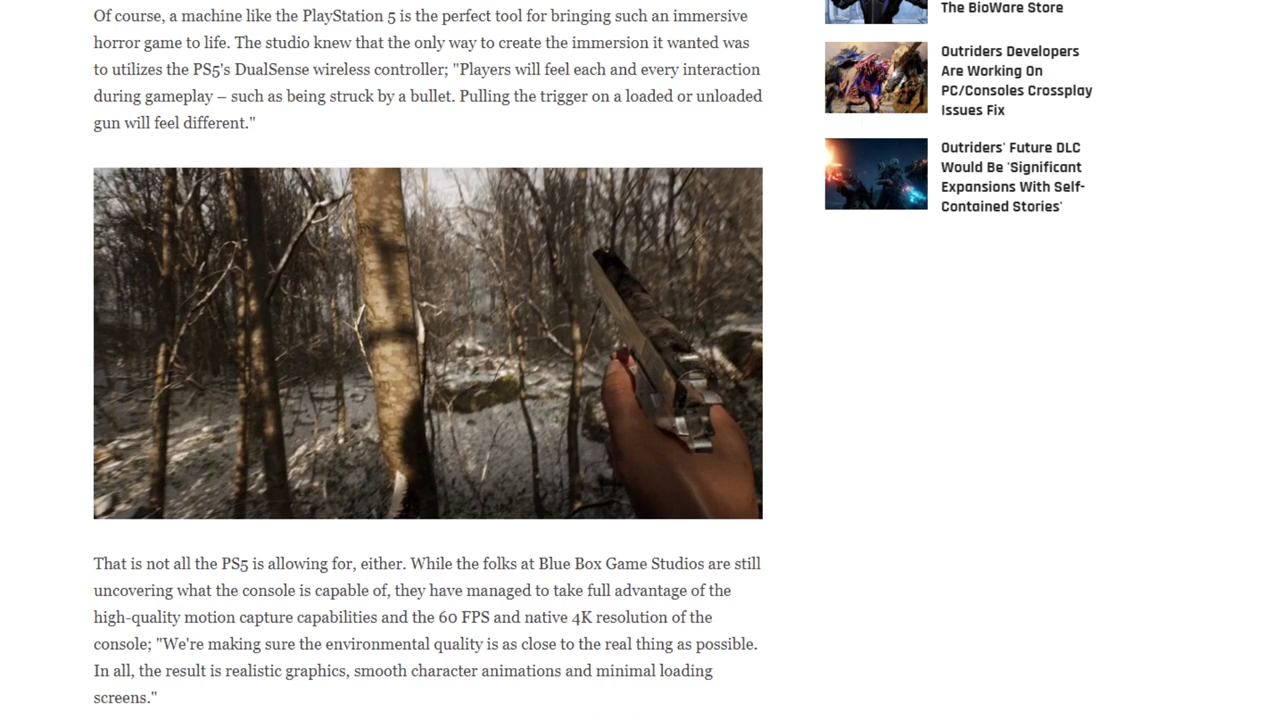 Of course, a machine like the PlayStation 5 is the perfect tool for bringing such an immersive
horror game to life. The studio knew that the only way to create the immersion it wanted was
to utilizes the PS5's DualSense wireless controller; "Players will feel each and every interaction
during gameplay – such as being struck by a bullet. Pulling the trigger on a loaded or unloaded
gun will feel different."
That is not all the PS5 is allowing for, either. While the folks at Blue Box Game Studios are still
uncovering what the console is capable of, they have managed to take full advantage of the
high-quality motion capture capabilities and the 60 FPS and native 4K resolution of the
console; "We're making sure the environmental quality is as close to the real thing as possible.
In all, the result is realistic graphics, smooth character animations and minimal loading
screens."
The BioWare Store
Outriders Developers
Are Working On
PC/Consoles Crossplay
Issues Fix
Outriders' Future DLC
Would Be 'Significant
Expansions With Self-
Contained Stories'